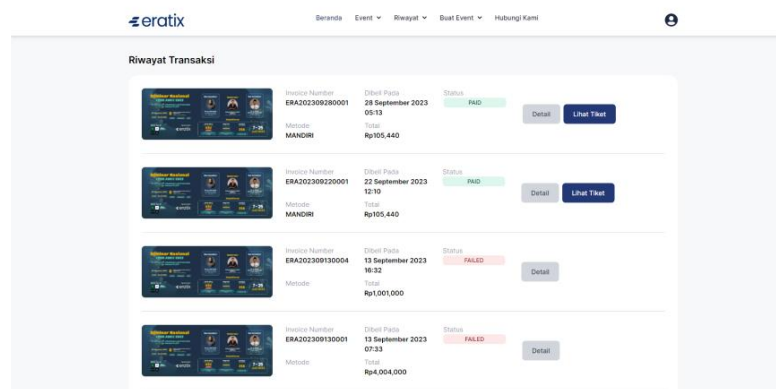 eratix
Beranda Event Riwayat Buat Event Hubungi Kami
Riwayat Transaksi
Invoice Number Dibeli Pada Status
ERA202309280001 28 September 2023 PAID
05:13
Detail Lihat Tiket
Metode Total
MANDIRI Rp105,440
Invoice Number Dibeli Pada Status
ERA202309220001 22 September 2023 PAID
12:10
Detail Lihat Tiket
Metode Total
MANDIRI Rp105,440
Invoice Number Dibeli Pada Status
ERA202309130004 13 September 2023 FAILED
16:32
Detail
Metode Total
Rp1,001,000
Invoice Number Dibeli Pada Status
ERA202309130001 13 September 2023 FAILED
07:33
Detail
Metode Total
Rp4,004,000